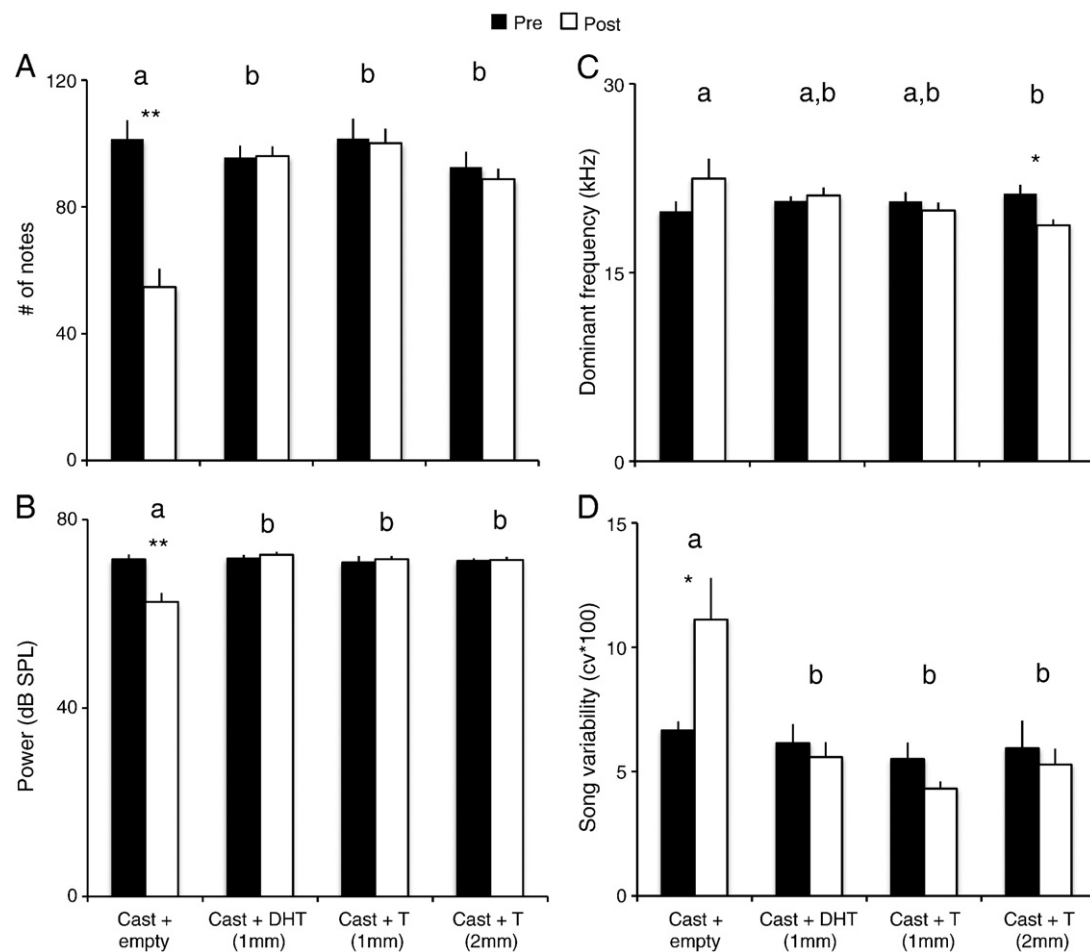 Pre Post
A
a b b b
**
120
80
40
0
# of notes
C
a a,b a,b b
*
30
15
0
Dominant frequency (kHz)
B
a b b b
**
80
40
0
Power (dB SPL)
Cast + empty
Cast + DHT (1mm)
Cast + T (1mm)
Cast + T (2mm)
D
a
*
b b b
15
10
5
0
Song variability (cv*100)
Cast + empty
Cast + DHT (1mm)
Cast + T (1mm)
Cast + T (2mm)